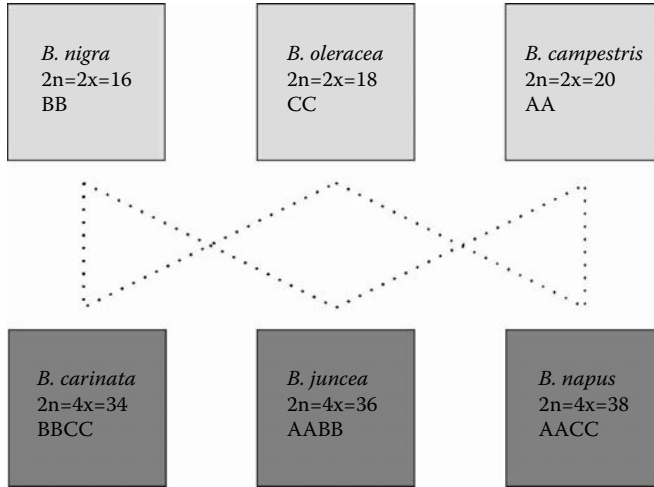 B. nigra
2n=2x=16
BB
B. oleracea
2n=2x=18
CC
B. campestris
2n=2x=20
AA
B. carinata
2n=4x=34
BBCC
B. juncea
2n=4x=36
AABB
B. napus
2n=4x=38
AACC